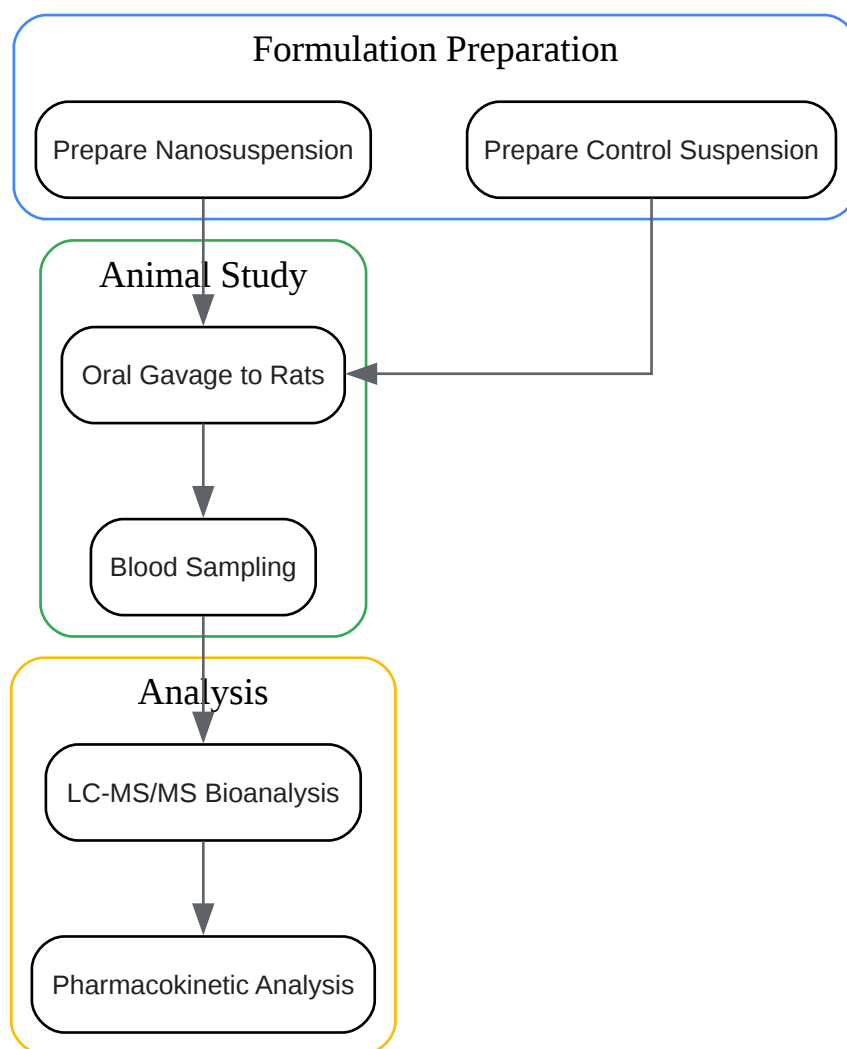 Formulation Preparation
Prepare Nanosuspension
Prepare Control Suspension
Animal Study
Oral Gavage to Rats
Blood Sampling
Analysis
LC-MS/MS Bioanalysis
Pharmacokinetic Analysis